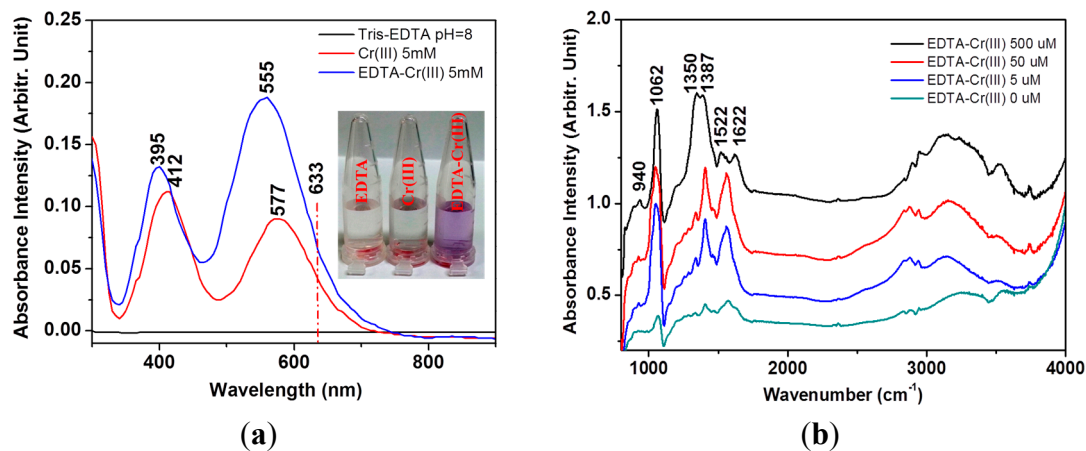 Absorbance Intensity (Arbitr. Unit)
0.25
0.20
0.15
0.10
0.05
0.00
Tris-EDTA pH=8
Cr(III) 5mM
EDTA-Cr(III) 5mM
395
412
555
577
633
EDTA
Cr(III)
EDTA-Cr(III)
400
600
800
Wavelength (nm)
(a)
Absorbance Intensity (Arbitr. Unit)
2.0
1.5
1.0
0.5
EDTA-Cr(III) 500 uM
EDTA-Cr(III) 50 uM
EDTA-Cr(III) 5 uM
EDTA-Cr(III) 0 uM
940
1062
1350
1387
1522
1622
1000
2000
3000
4000
Wavenumber (cm-1)
(b)